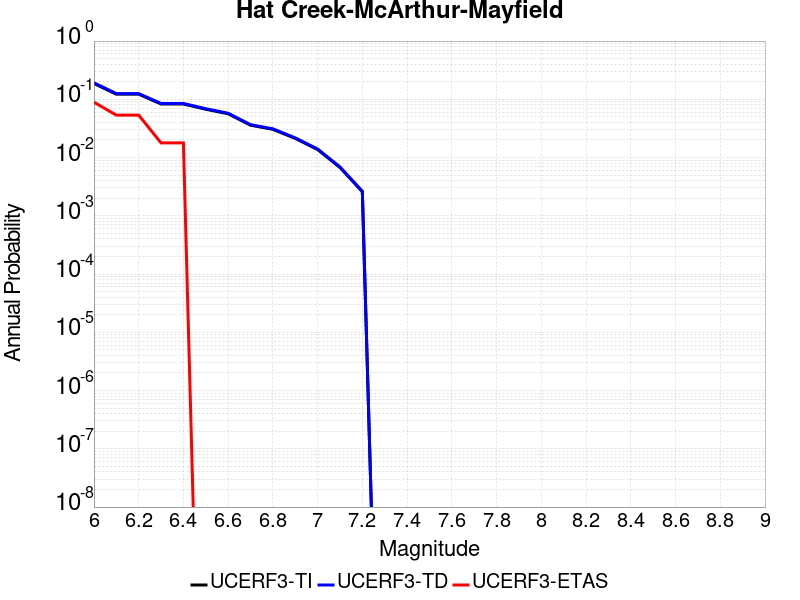 Hat Creek-McArthur-Mayfield
10^0
10^-1
10^-2
10^-3
10^-4
10^-5
10^-6
10^-7
10^-8
Annual Probability
6 6.2 6.4 6.6 6.8 7 7.2 7.4 7.6 7.8 8 8.2 8.4 8.6 8.8 9
Magnitude
UCERF3-TI UCERF3-TD UCERF3-ETAS